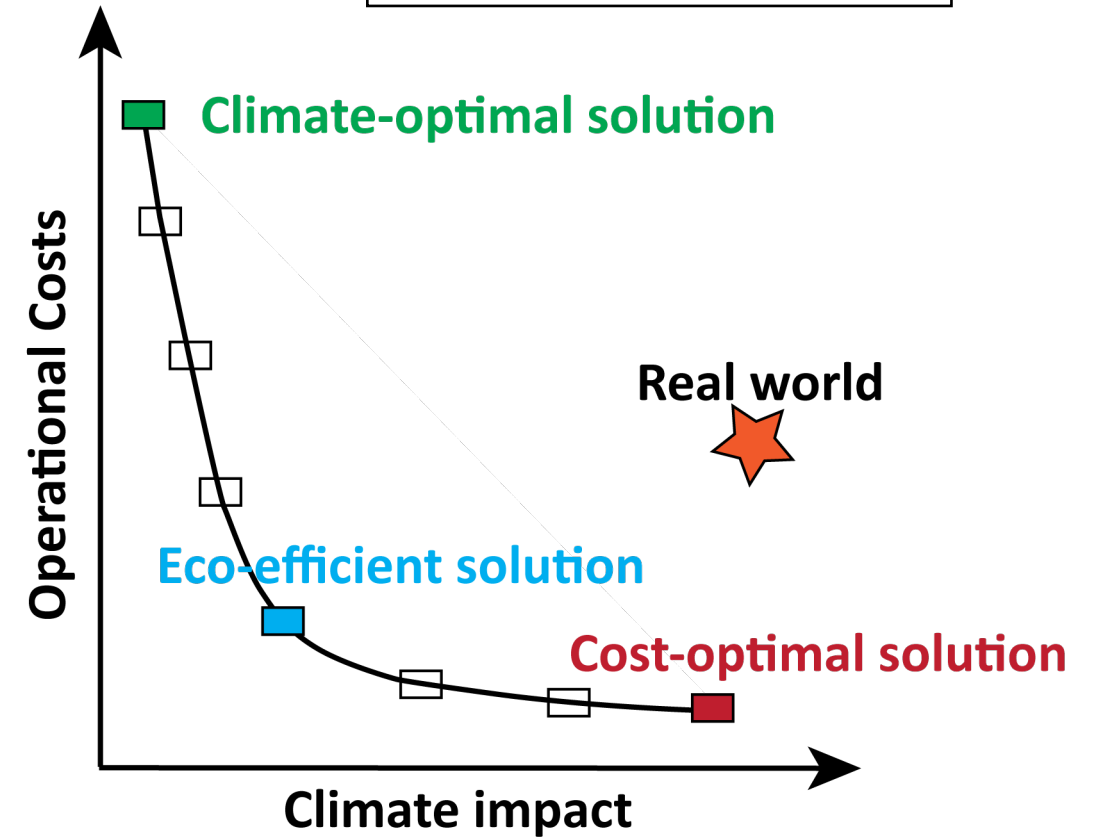 Climate-optimal solution
Operational Costs
Real world
Eco-efficient solution
Cost-optimal solution
Climate impact